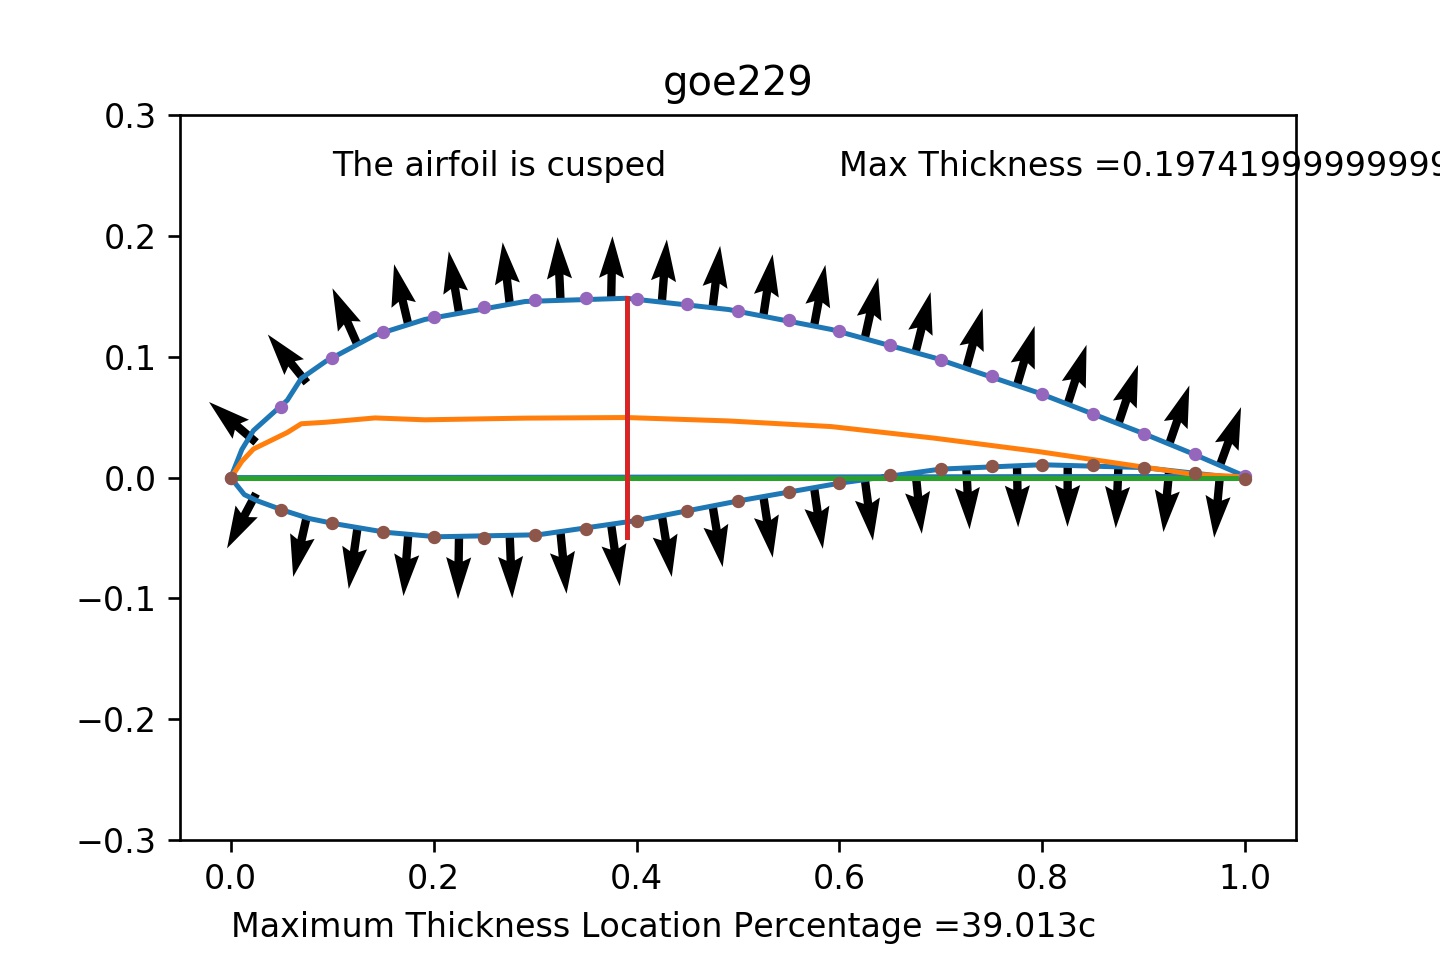 goe229
The airfoil is cusped
Max Thickness =0.19741999999999
0.3
0.2
0.1
0.0
−0.1
−0.2
−0.3
0.0 0.2 0.4 0.6 0.8 1.0
Maximum Thickness Location Percentage =39.013c